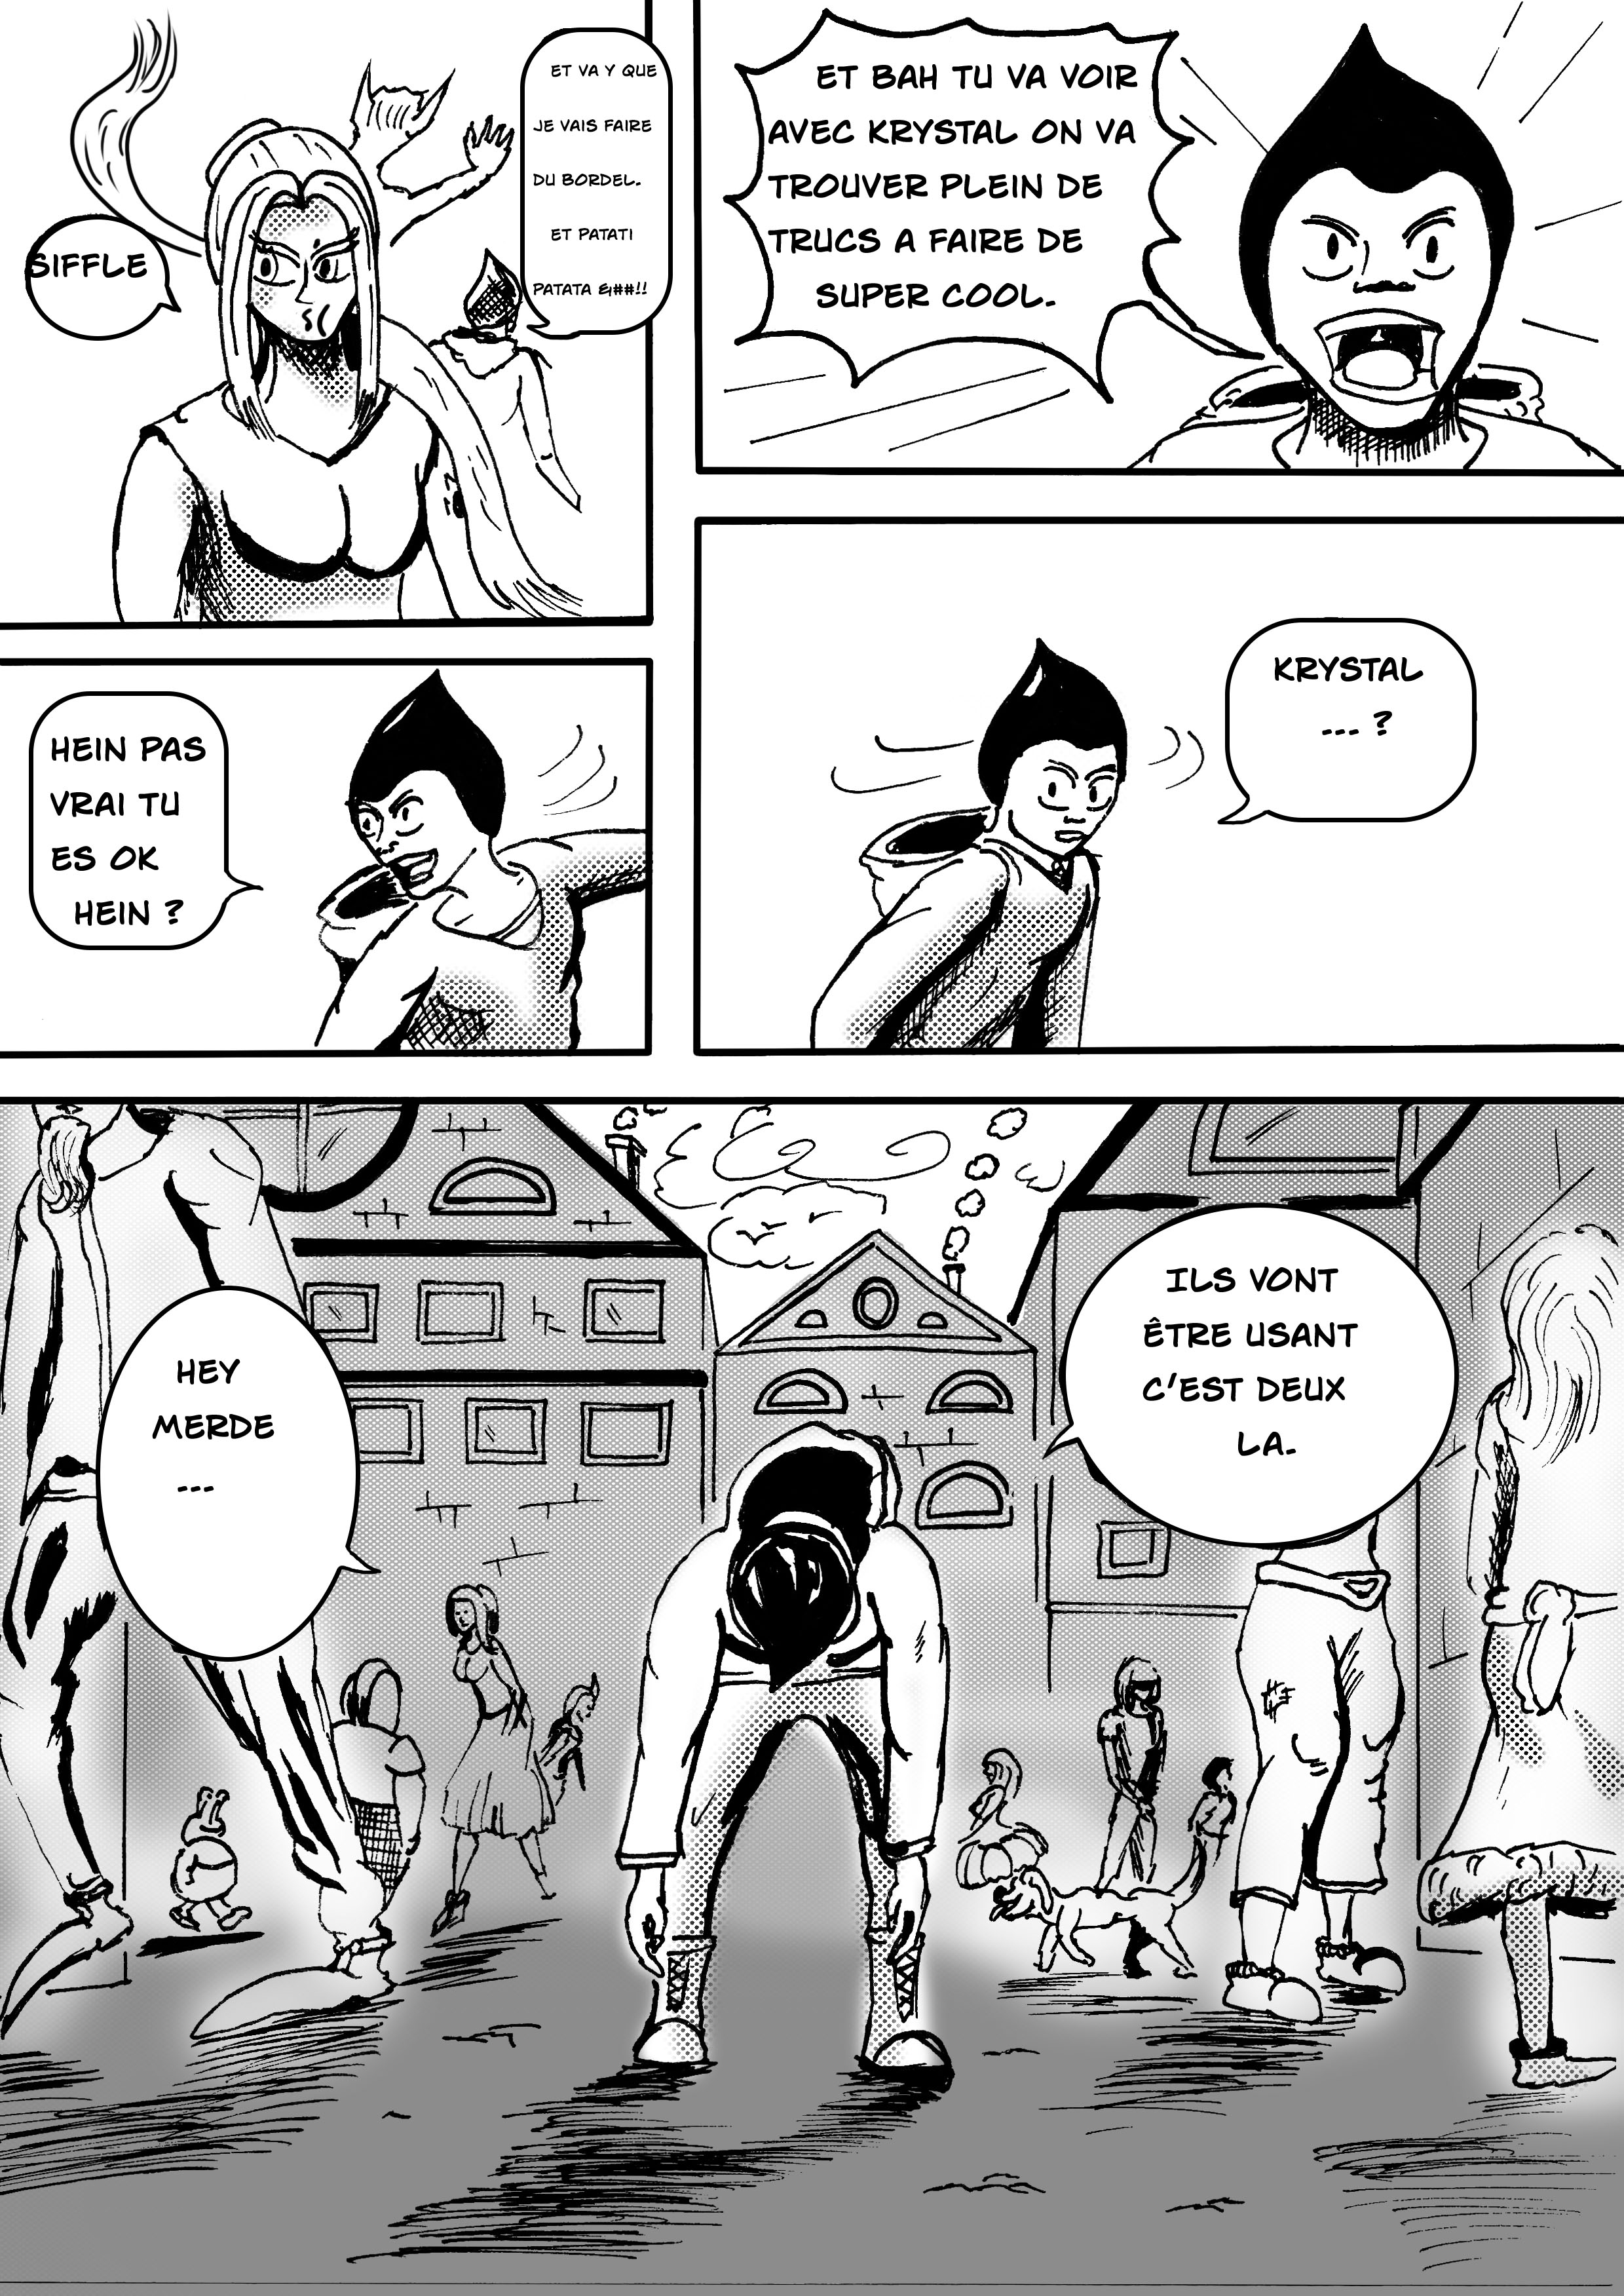 SIFFLE
ET VA Y QUE
JE VAIS FAIRE
DU BORDEL.
ET PATATI
PATATA &##!!
ET BAH TU VA VOIR
AVEC KRYSTAL ON VA
TROUVER PLEIN DE
TRUCS A FAIRE DE
SUPER COOL.
HEIN PAS
VRAI TU
ES OK
HEIN ?
KRYSTAL
... ?
HEY
MERDE
...
ILS VONT
ÊTRE USANT
C'EST DEUX
LA.